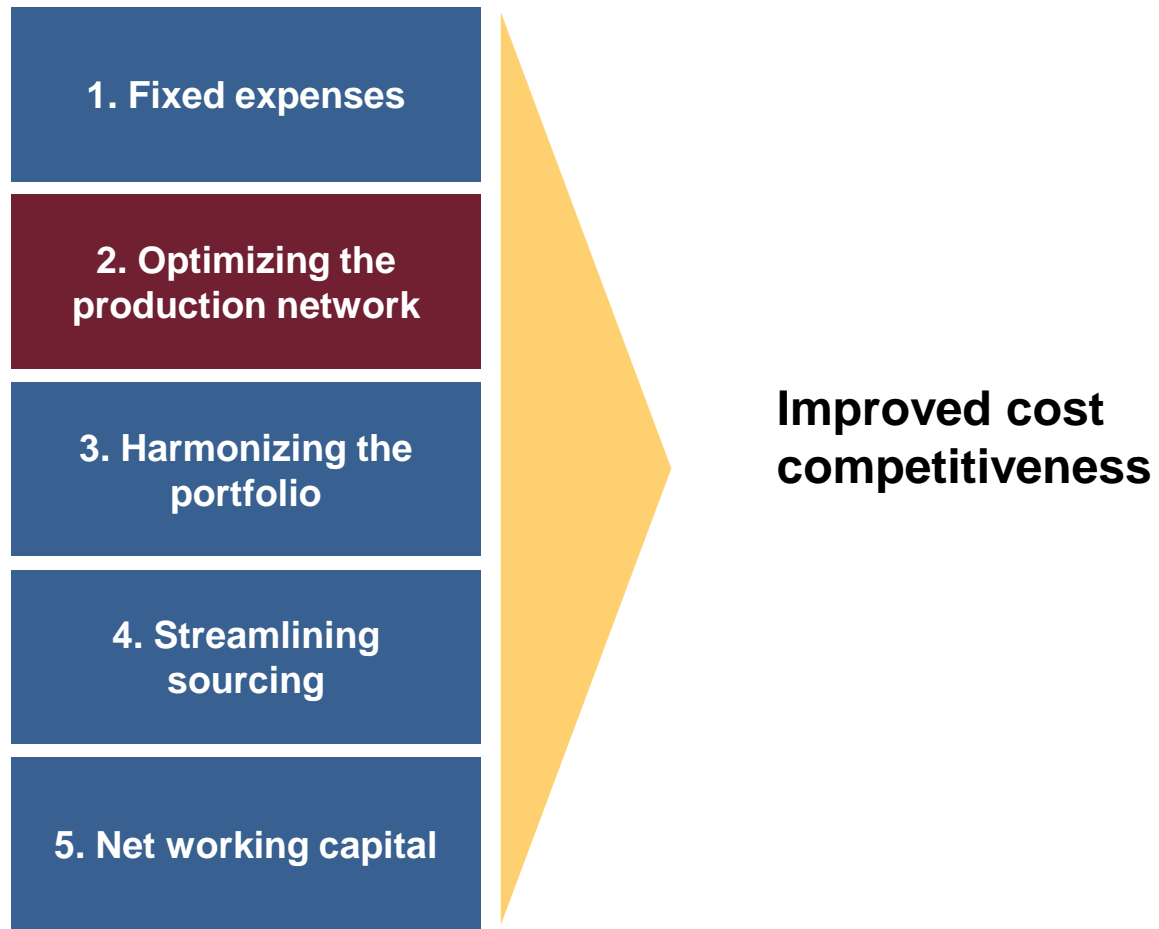 1. Fixed expenses
2. Optimizing the
production network
3. Harmonizing the
portfolio
4. Streamlining
sourcing
5. Net working capital
Improved cost
competitiveness